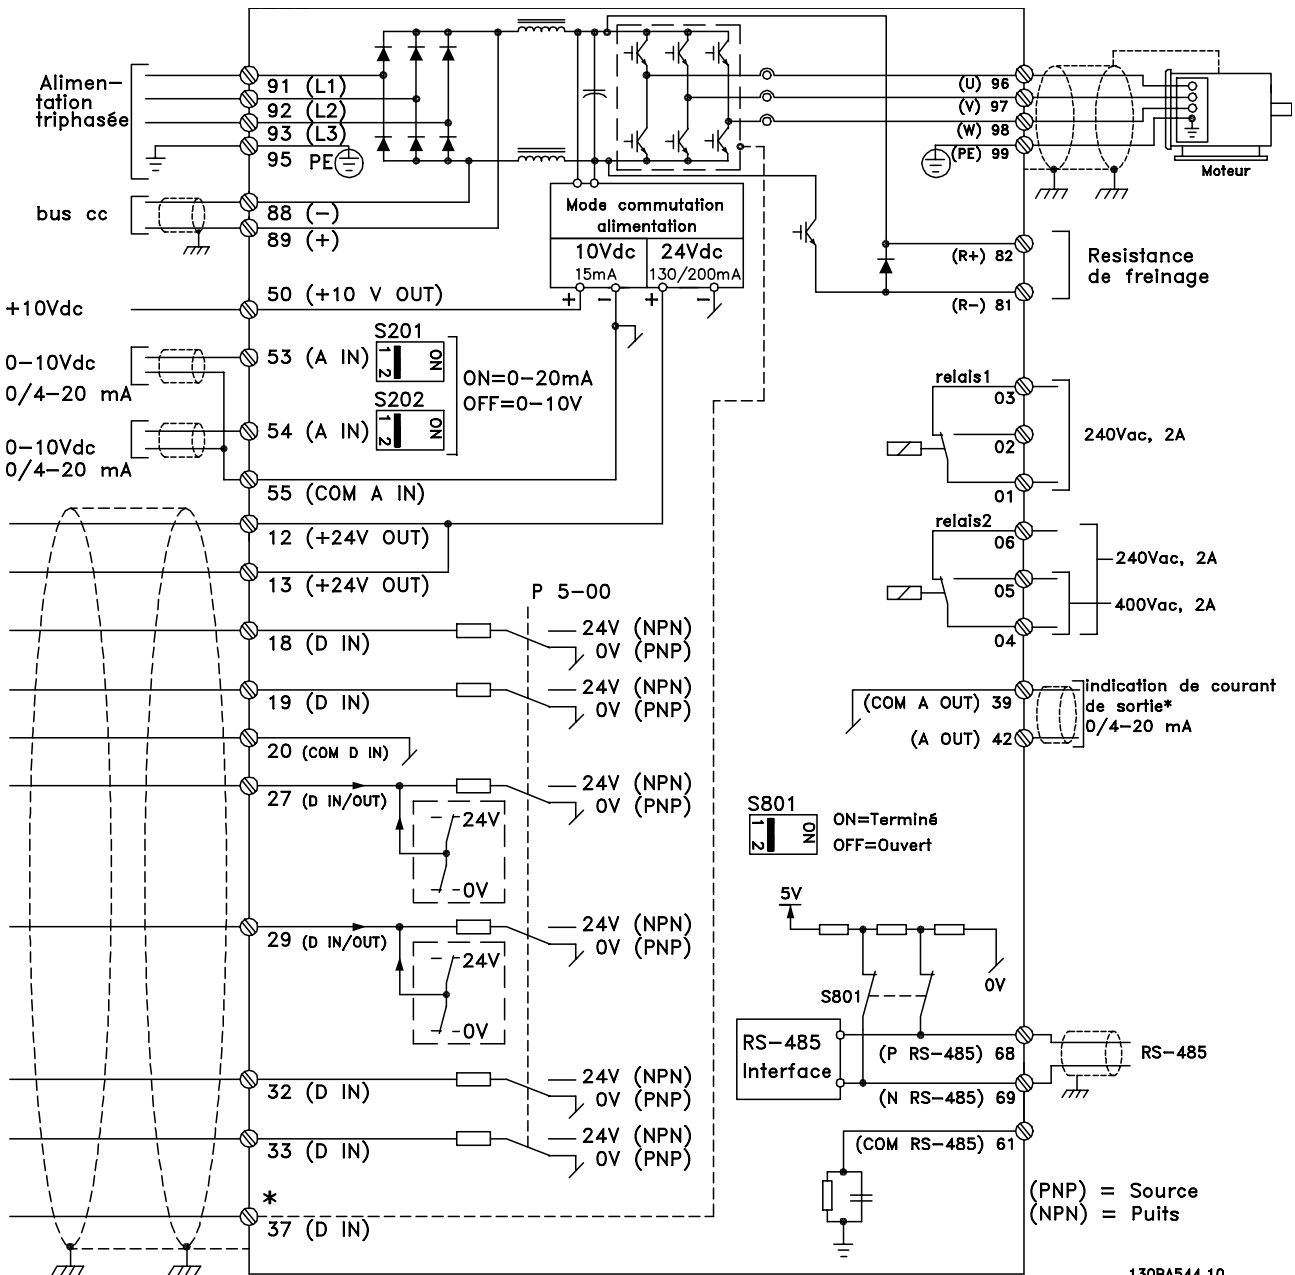 Alimen-
tation
triphasée
91 (L1)
92 (L2)
93 (L3)
95 PE
bus cc
88 (-)
89 (+)
Mode commutation
alimentation
10Vdc
15mA
24Vdc
130/200mA
+ - + -
(U) 96
(V) 97
(W) 98
(PE) 99
Moteur
(R+) 82
(R-) 81
Resistance
de freinage
+10Vdc
50 (+10 V OUT)
0-10Vdc
0/4-20 mA
53 (A IN)
S201
1 2
ON
S202
1 2
ON
ON=0-20mA
OFF=0-10V
0-10Vdc
0/4-20 mA
54 (A IN)
55 (COM A IN)
12 (+24V OUT)
13 (+24V OUT)
P 5-00
18 (D IN)
24V (NPN)
0V (PNP)
19 (D IN)
24V (NPN)
0V (PNP)
20 (COM D IN)
27 (D IN/OUT)
24V (NPN)
0V (PNP)
24V
0V
29 (D IN/OUT)
24V (NPN)
0V (PNP)
24V
0V
32 (D IN)
24V (NPN)
0V (PNP)
33 (D IN)
24V (NPN)
0V (PNP)
*
37 (D IN)
relais1
03
02
01
240Vac, 2A
relais2
06
05
04
240Vac, 2A
400Vac, 2A
(COM A OUT) 39
(A OUT) 42
indication de courant
de sortie*
0/4-20 mA
S801
1 2
ON
ON=Terminé
OFF=Ouvert
5V
0V
S801
RS-485
Interface
(P RS-485) 68
(N RS-485) 69
(COM RS-485) 61
RS-485
(PNP) = Source
(NPN) = Puits
130BA544.10